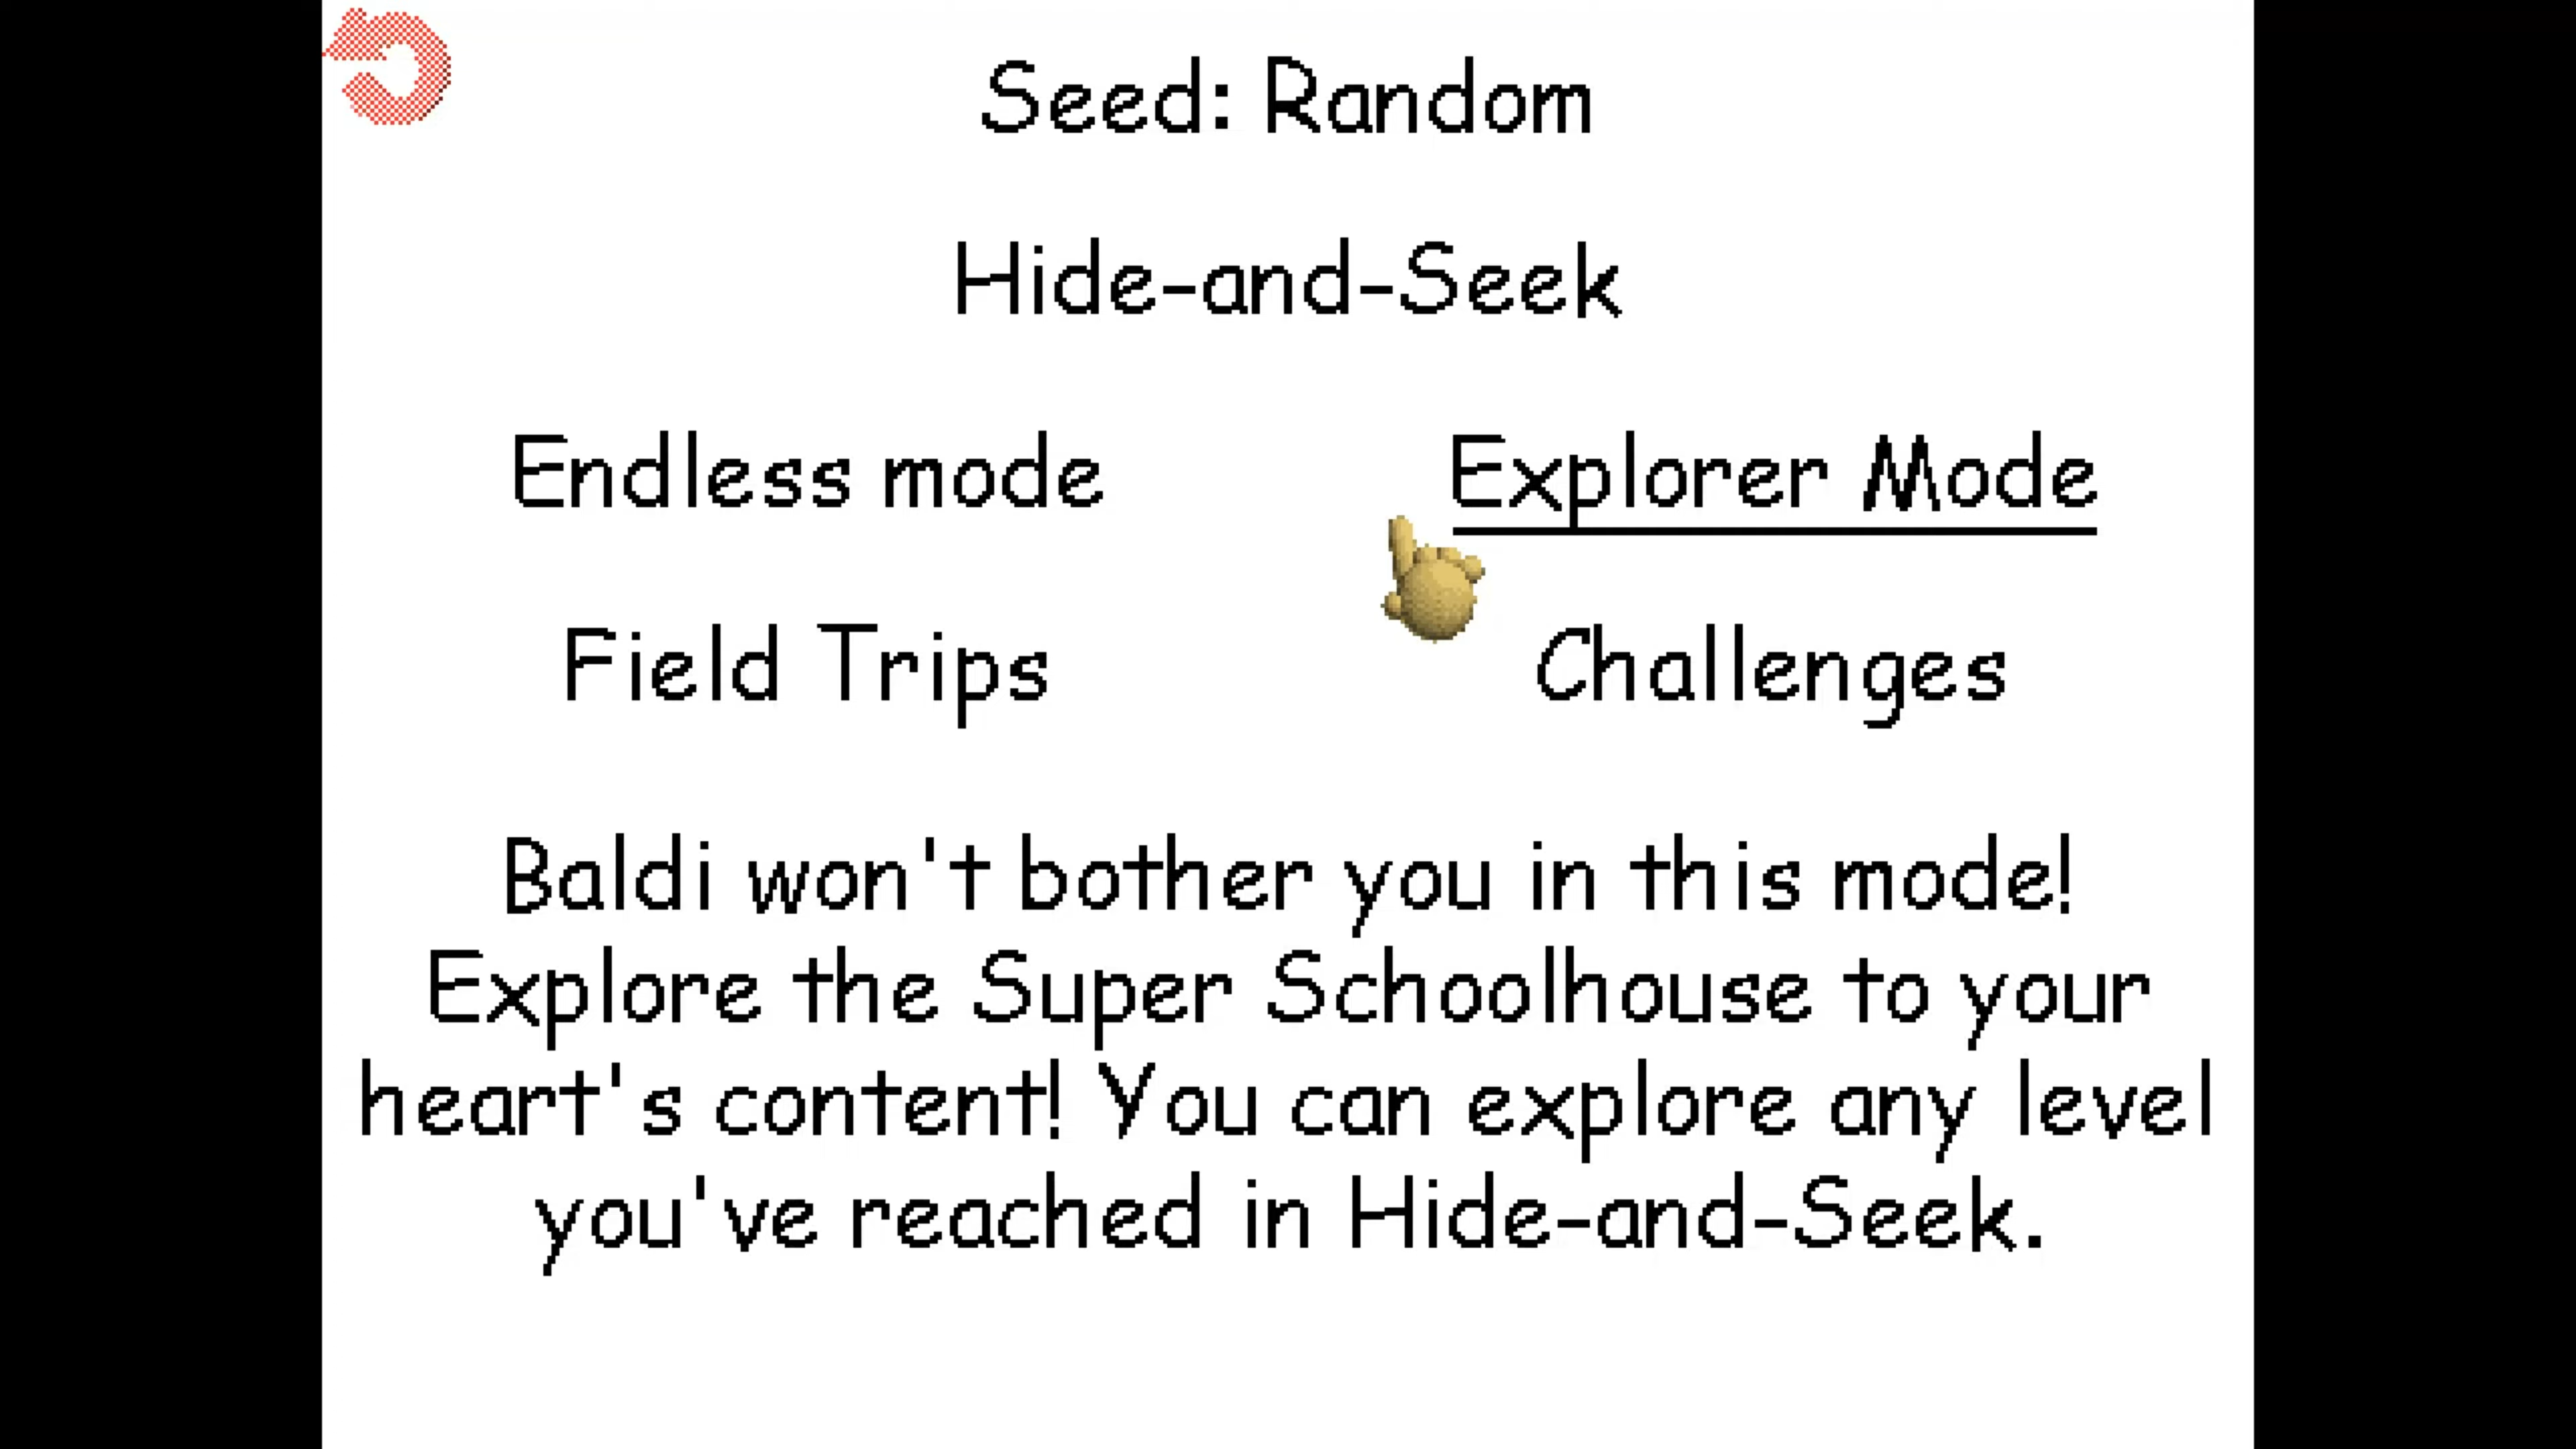 Seed: Random
Hide-and-Seek
Endless mode
Explorer Mode
Field Trips
Challenges
Baldi won't bother you in this mode!
Explore the Super Schoolhouse to your
heart's content! You can explore any level
you've reached in Hide-and-Seek.